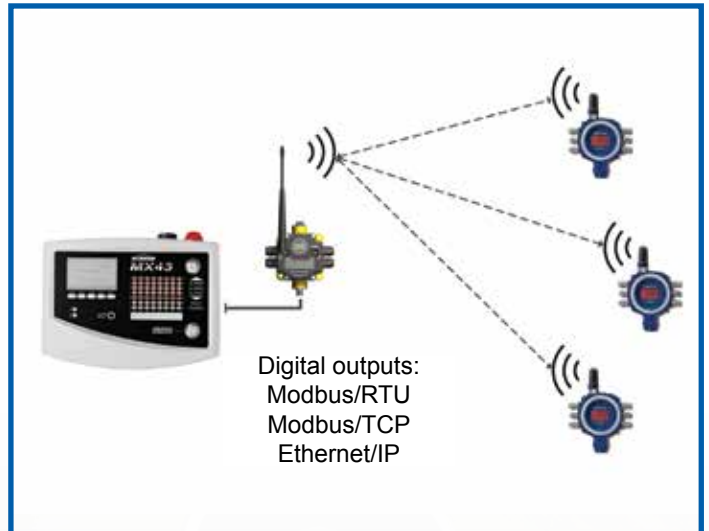 MX43
Digital outputs:
Modbus/RTU
Modbus/TCP
Ethernet/IP